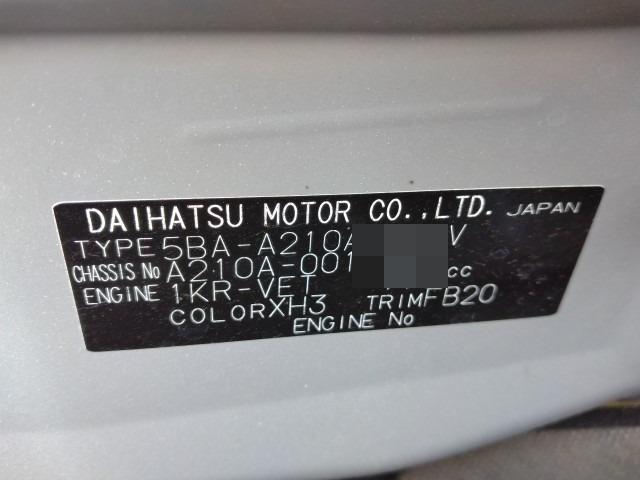 DAIHATSU MOTOR CO.,LTD. JAPAN
TYPE 5BA-A210A V
CHASSIS No A210A-001
ENGINE 1KR-VET cc
COLOR XH3 TRIM FB20
ENGINE No